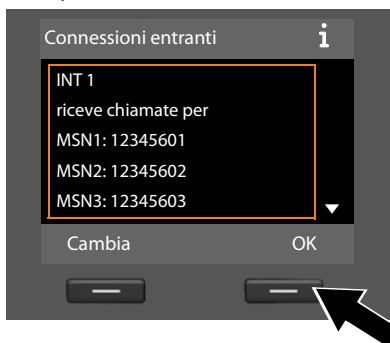 Connessioni entranti i
INT 1
riceve chiamate per
MSN1: 12345601
MSN2: 12345602
MSN3: 12345603
Cambia OK